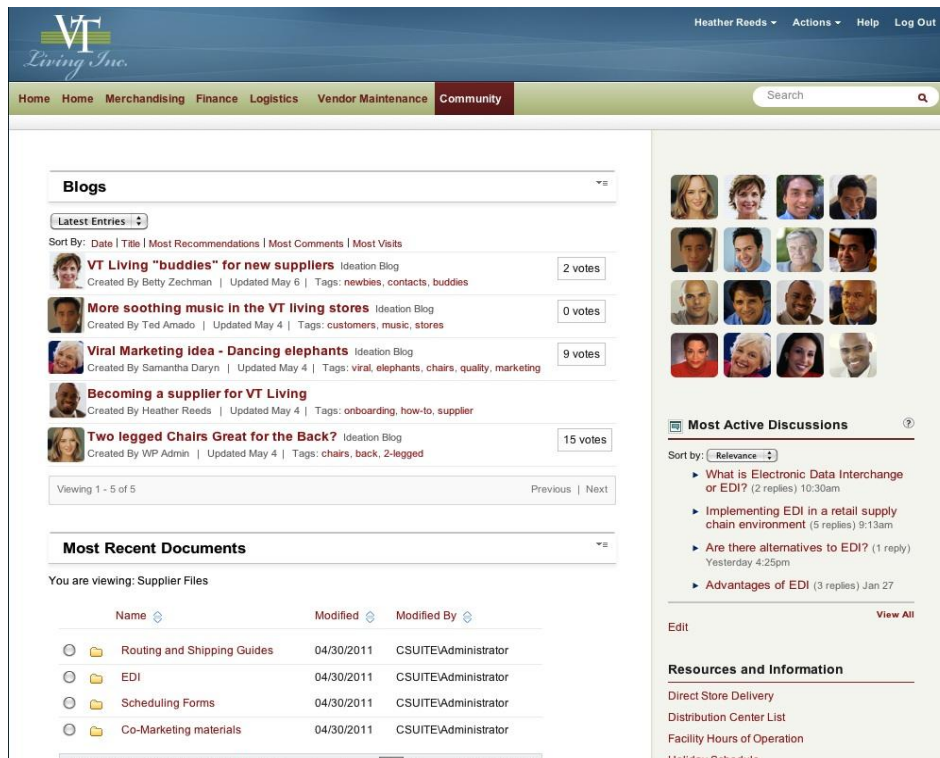 VT
Living Inc.
Heather Reeds Actions Help Log Out
Home Home Merchandising Finance Logistics Vendor Maintenance Community
Search
Blogs
Latest Entries
Sort By: Date | Title | Most Recommendations | Most Comments | Most Visits
VT Living "buddies" for new suppliers Ideation Blog
2 votes
Created By Betty Zechman | Updated May 6 | Tags: newbies, contacts, buddies
More soothing music in the VT living stores Ideation Blog
0 votes
Created By Ted Amado | Updated May 4 | Tags: customers, music, stores
Viral Marketing idea - Dancing elephants Ideation Blog
9 votes
Created By Samantha Daryn | Updated May 4 | Tags: viral, elephants, chairs, quality, marketing
Becoming a supplier for VT Living
Created By Heather Reeds | Updated May 4 | Tags: onboarding, how-to, supplier
Two legged Chairs Great for the Back? Ideation Blog
15 votes
Created By WP Admin | Updated May 4 | Tags: chairs, back, 2-legged
Viewing 1 - 5 of 5
Previous | Next
Most Recent Documents
You are viewing: Supplier Files
Name Modified Modified By
Routing and Shipping Guides 04/30/2011 CSUITE\Administrator
EDI 04/30/2011 CSUITE\Administrator
Scheduling Forms 04/30/2011 CSUITE\Administrator
Co-Marketing materials 04/30/2011 CSUITE\Administrator
Most Active Discussions ?
Sort by: Relevance
What is Electronic Data Interchange
or EDI? (2 replies) 10:30am
Implementing EDI in a retail supply
chain environment (5 replies) 9:13am
Are there alternatives to EDI? (1 reply)
Yesterday 4:25pm
Advantages of EDI (3 replies) Jan 27
View All
Edit
Resources and Information
Direct Store Delivery
Distribution Center List
Facility Hours of Operation